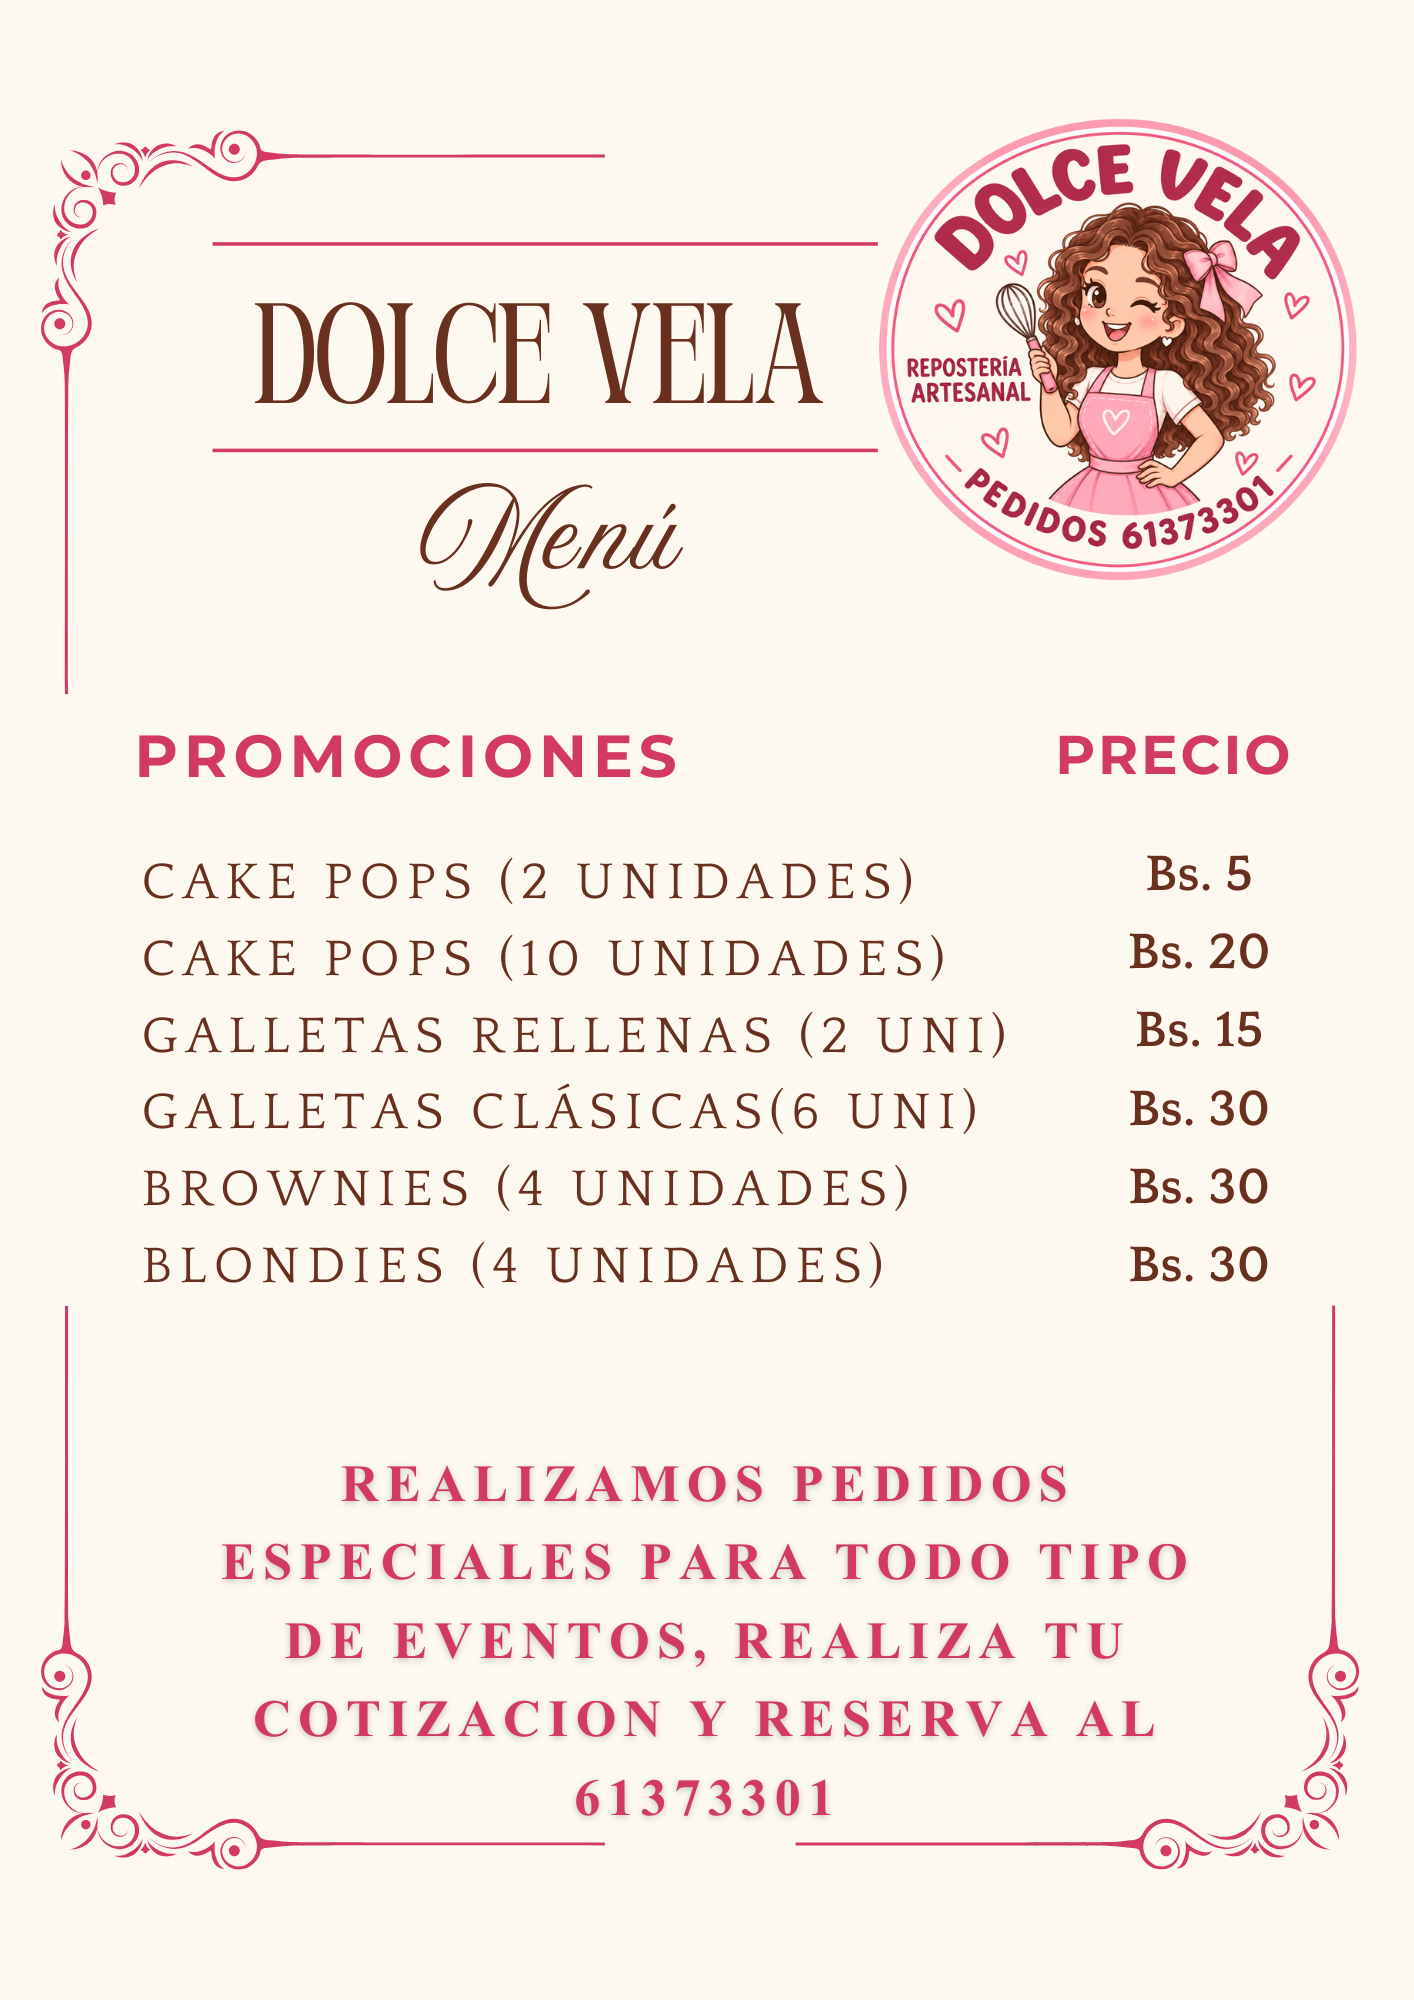 DOLCE VELA
Menú
DOLCE VELA
REPOSTERÍA
ARTESANAL
PEDIDOS 61373301
PROMOCIONES PRECIO
CAKE POPS (2 UNIDADES) Bs. 5
CAKE POPS (10 UNIDADES) Bs. 20
GALLETAS RELLENAS (2 UNI) Bs. 15
GALLETAS CLÁSICAS(6 UNI) Bs. 30
BROWNIES (4 UNIDADES) Bs. 30
BLONDIES (4 UNIDADES) Bs. 30
REALIZAMOS PEDIDOS
ESPECIALES PARA TODO TIPO
DE EVENTOS, REALIZA TU
COTIZACION Y RESERVA AL
61373301